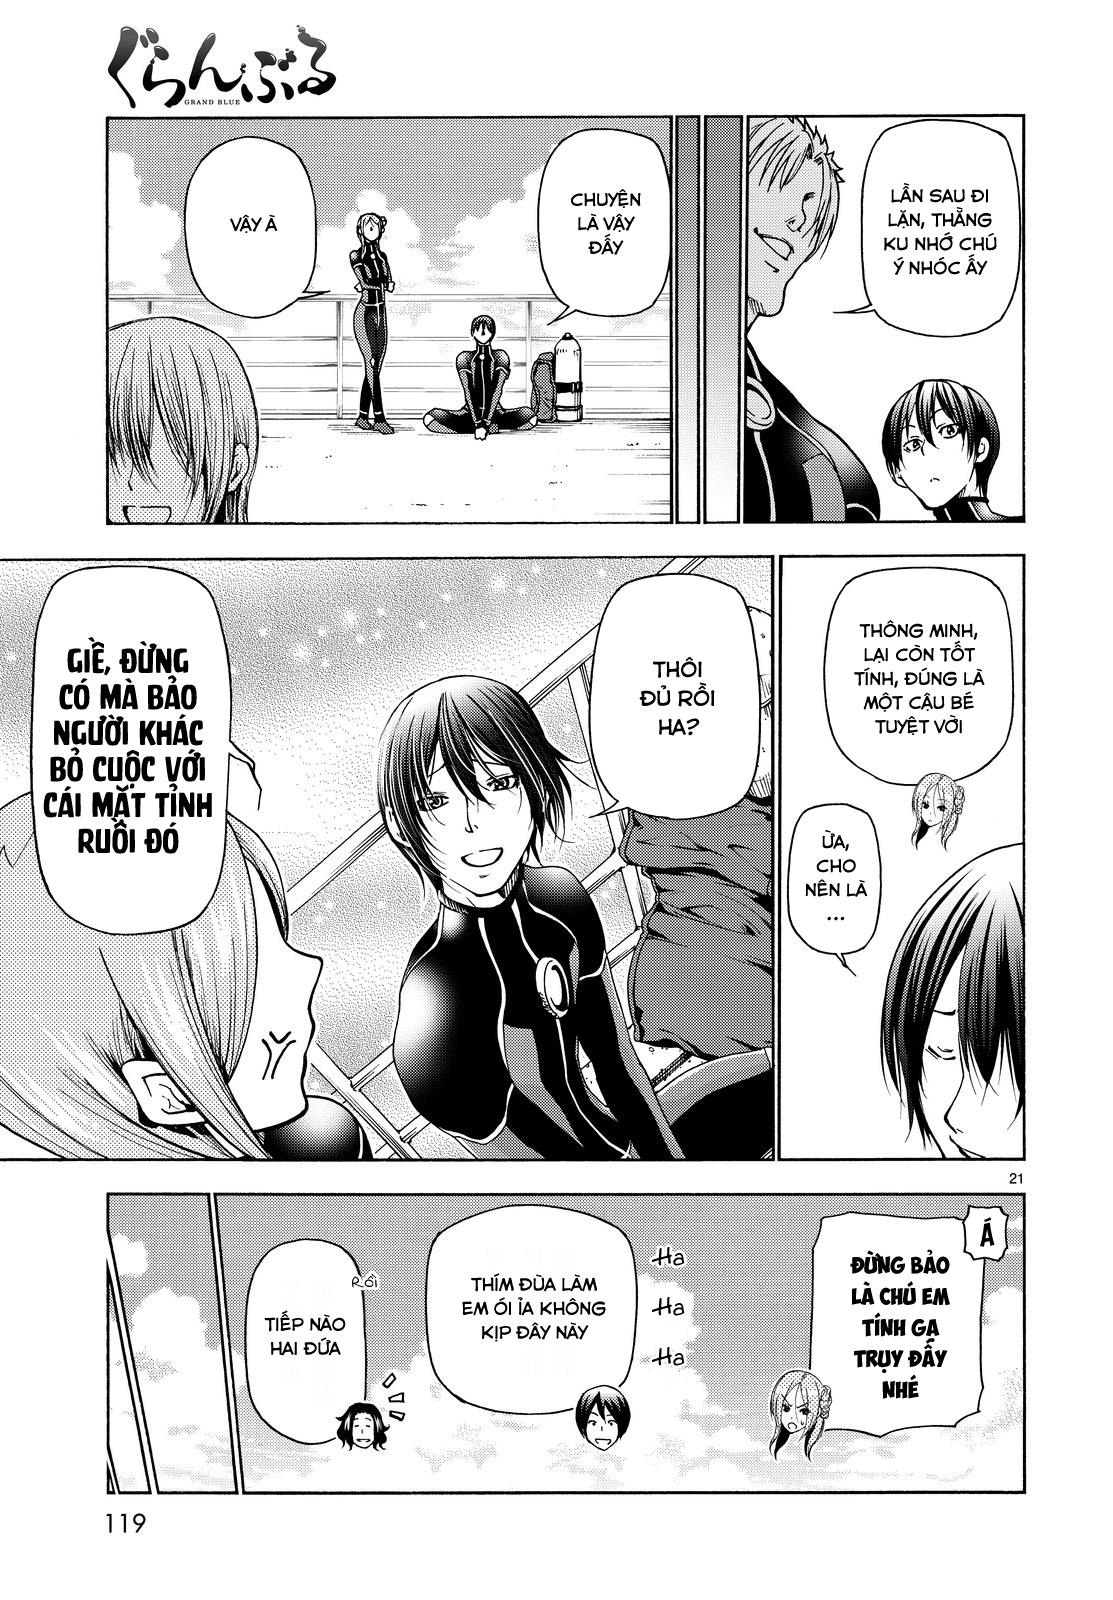 ぐらんぶる
GRAND BLUE
LẦN SAU ĐI
LẶN, THẰNG
KU NHỚ CHÚ
Ý NHÓC ẤY
CHUYỆN
LÀ VẬY
ĐẤY
VẬY À
THÔNG MINH,
LẠI CÒN TỐT
TÍNH, ĐÚNG LÀ
MỘT CẬU BÉ
TUYỆT VỜI
ỪA,
CHO
NÊN LÀ
...
THÔI
ĐỦ RỒI
HA?
GIỀ, ĐỪNG
CÓ MÀ BẢO
NGƯỜI KHÁC
BỎ CUỘC VỚI
CÁI MẶT TỈNH
RUỒI ĐÓ
21
Á
ĐỪNG BẢO
LÀ CHÚ EM
TÍNH GẠ
TRỤY ĐẤY
NHÉ
Ha
Ha
Ha
THÍM ĐÙA LÀM
EM ÓI ỈA KHÔNG
KỊP ĐÂY NÀY
Rồi
TIẾP NÀO
HAI ĐỨA
119